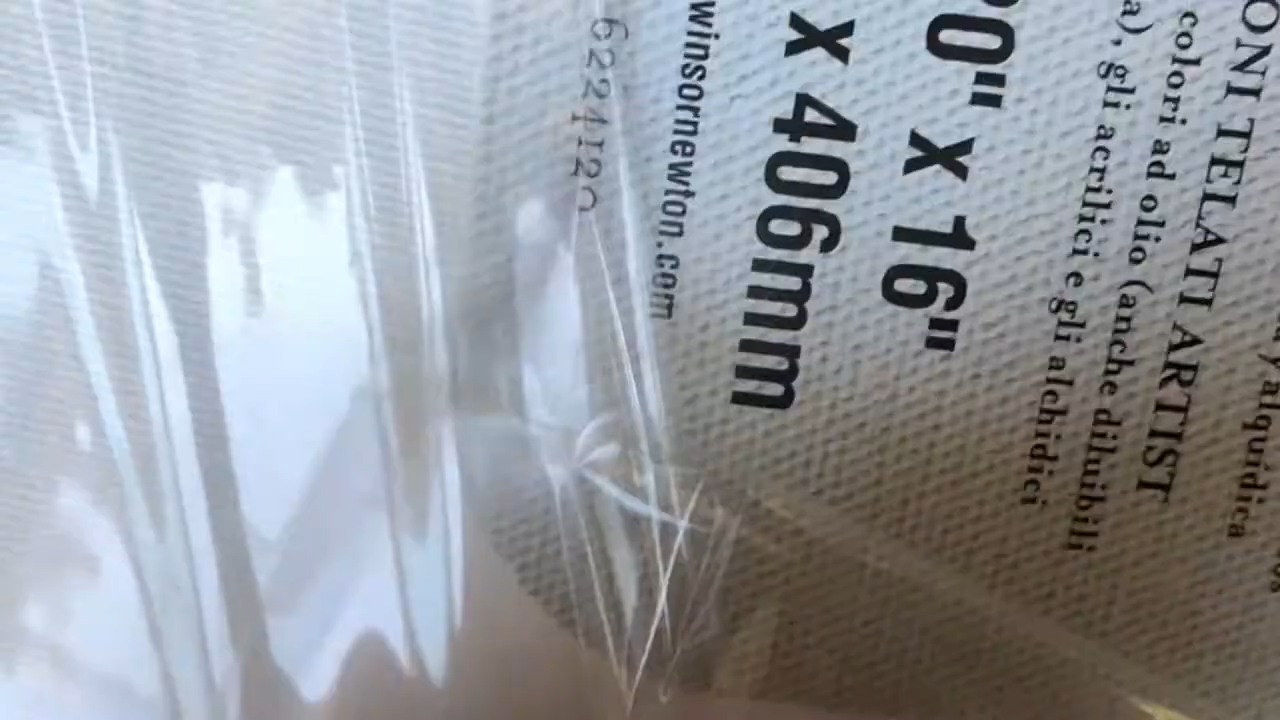 ONI TELATI ARTIST
colori ad olio (anche diluibili
a), gli acrilici e gli alchidici
0" x 16"
x 406mm
winsornewton.com
6224120
alquidica